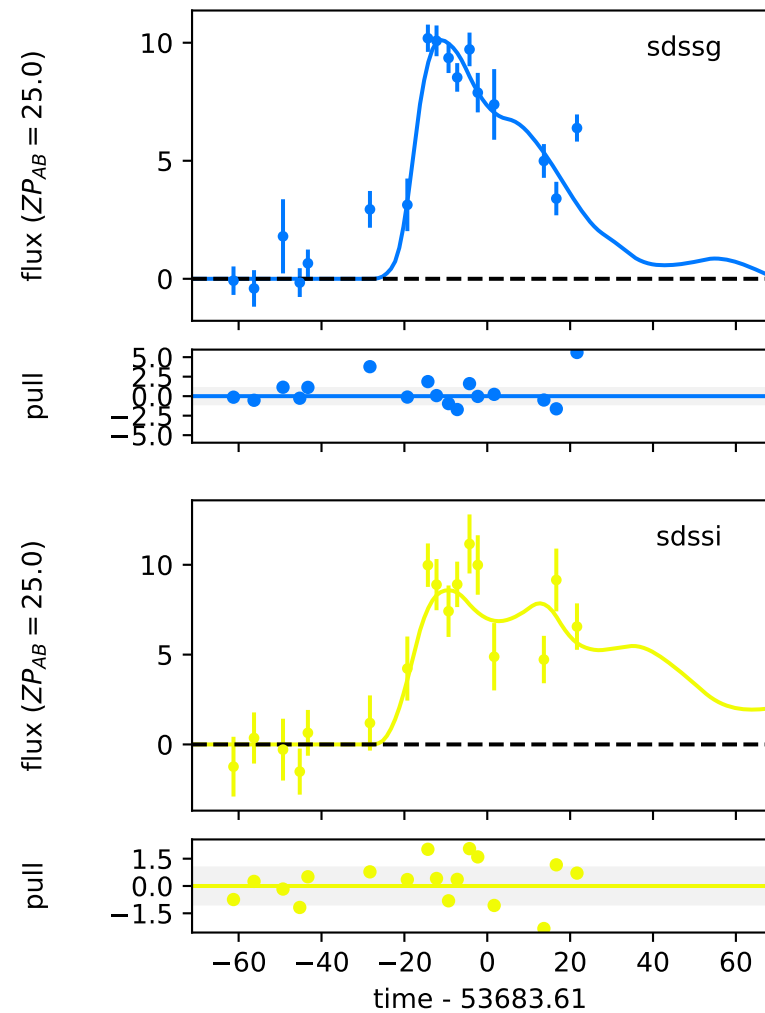 sdssg
flux (ZP_AB = 25.0)
10
5
0
pull
5.0
2.5
0.0
−2.5
−5.0
sdssi
flux (ZP_AB = 25.0)
10
5
0
pull
1.5
0.0
−1.5
−60 −40 −20 0 20 40 60
time - 53683.61